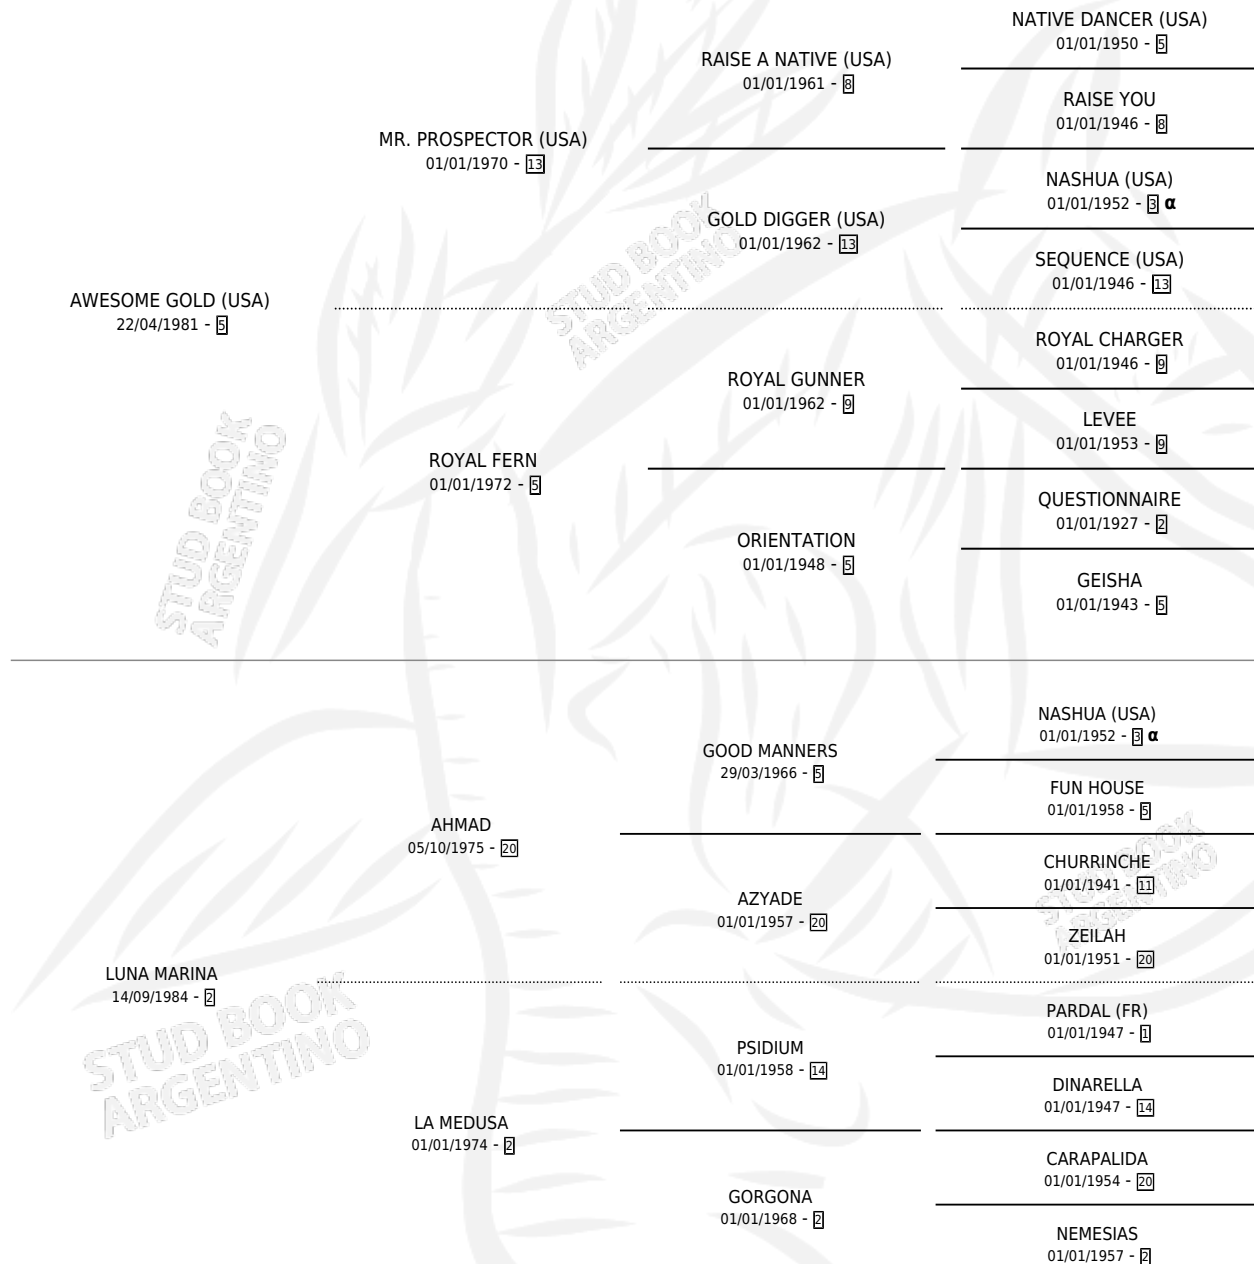 NATIVE DANCER (USA)
01/01/1950 - 5
RAISE A NATIVE (USA)
01/01/1961 - 8
RAISE YOU
01/01/1946 - 8
MR. PROSPECTOR (USA)
01/01/1970 - 13
NASHUA (USA)
01/01/1952 - 3 α
GOLD DIGGER (USA)
01/01/1962 - 13
SEQUENCE (USA)
01/01/1946 - 13
AWESOME GOLD (USA)
22/04/1981 - 5
ROYAL CHARGER
01/01/1946 - 9
ROYAL GUNNER
01/01/1962 - 9
LEVEE
01/01/1953 - 9
ROYAL FERN
01/01/1972 - 5
QUESTIONNAIRE
01/01/1927 - 2
ORIENTATION
01/01/1948 - 5
GEISHA
01/01/1943 - 5
NASHUA (USA)
01/01/1952 - 3 α
GOOD MANNERS
29/03/1966 - 5
FUN HOUSE
01/01/1958 - 5
AHMAD
05/10/1975 - 20
CHURRINCHE
01/01/1941 - 11
AZYADE
01/01/1957 - 20
ZEILAH
01/01/1951 - 20
LUNA MARINA
14/09/1984 - 2
PARDAL (FR)
01/01/1947 - 1
PSIDIUM
01/01/1958 - 14
DINARELLA
01/01/1947 - 14
LA MEDUSA
01/01/1974 - 2
CARAPALIDA
01/01/1954 - 20
GORGONA
01/01/1968 - 2
NEMESIAS
01/01/1957 - 2
STUD BOOK
ARGENTINO
STUD BOOK
ARGENTINO
STUD BOOK
ARGENTINO
STUD BOOK
ARGENTINO